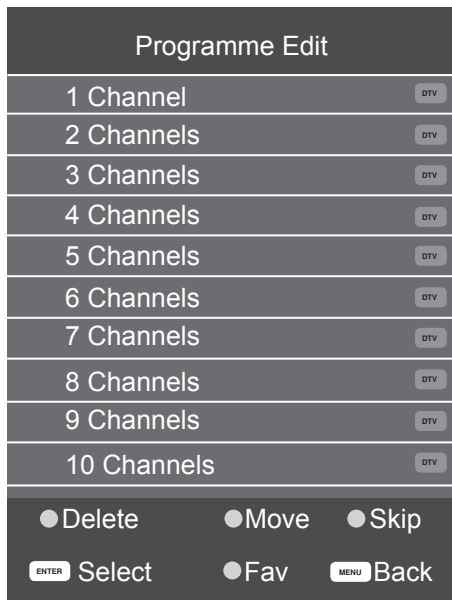 Programme Edit
1 Channel DTV
2 Channels DTV
3 Channels DTV
4 Channels DTV
5 Channels DTV
6 Channels DTV
7 Channels DTV
8 Channels DTV
9 Channels DTV
10 Channels DTV
Delete Move Skip
ENTER Select Fav MENU Back